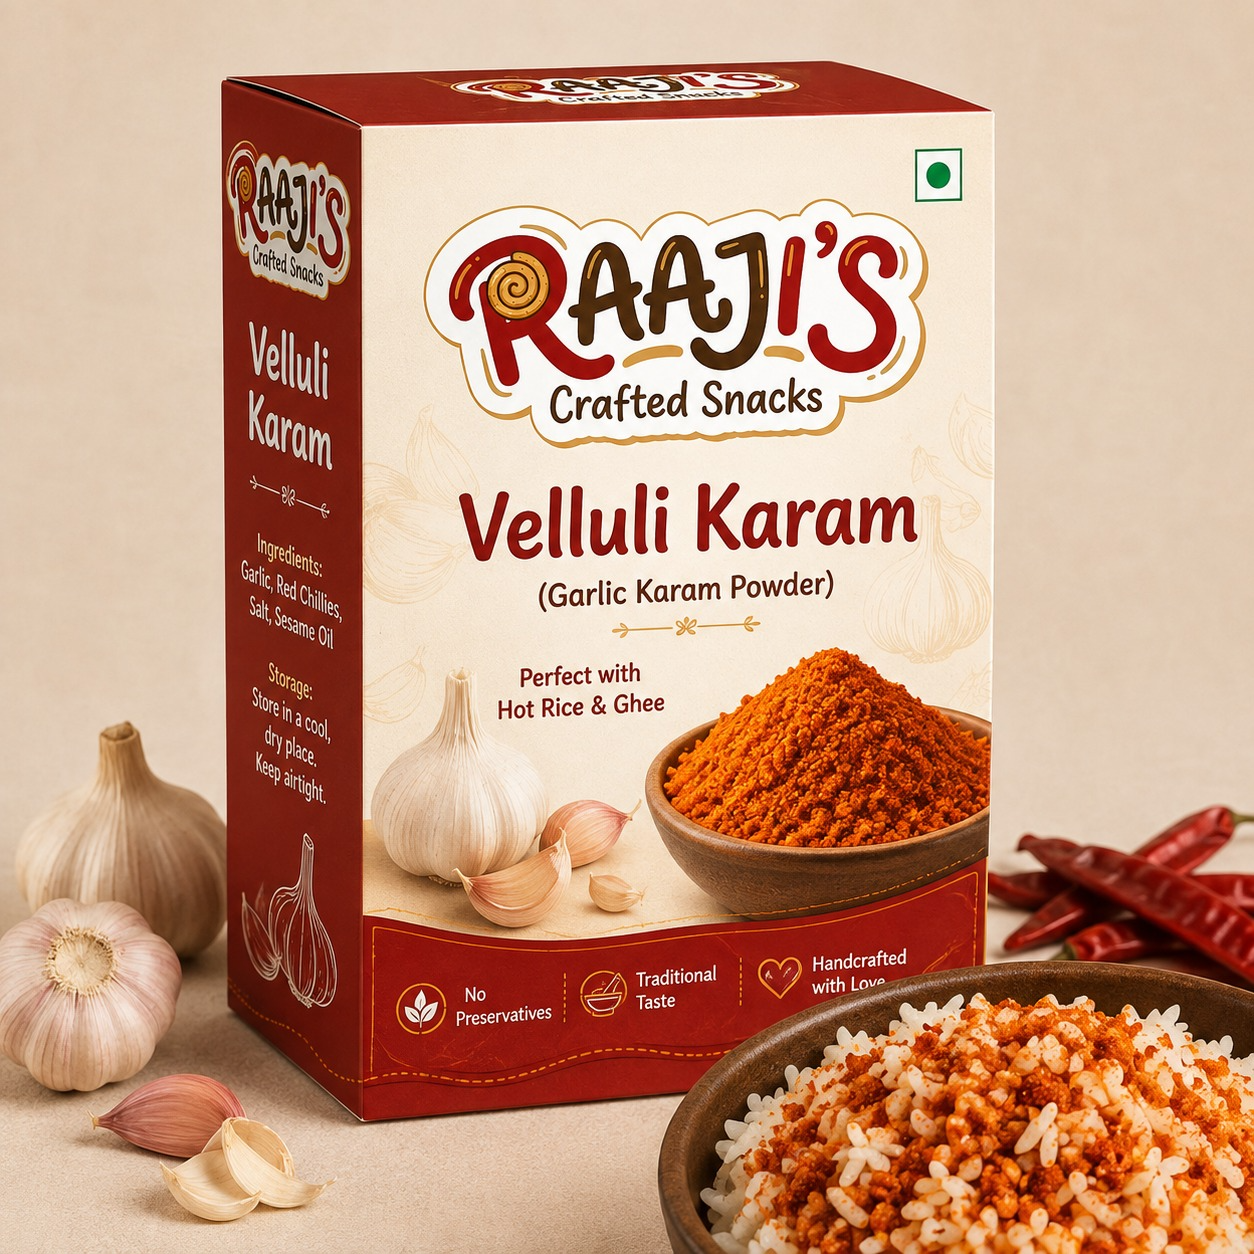 RAAJI'S
Crafted Snacks
RAAJI'S
Crafted Snacks
Velluli
Karam
Ingredients:
Garlic, Red Chillies,
Salt, Sesame Oil
Storage:
Store in a cool,
dry place.
Keep airtight.
RAAJI'S
Crafted Snacks
Velluli Karam
(Garlic Karam Powder)
Perfect with
Hot Rice & Ghee
No
Preservatives
Traditional
Taste
Handcrafted
with Love